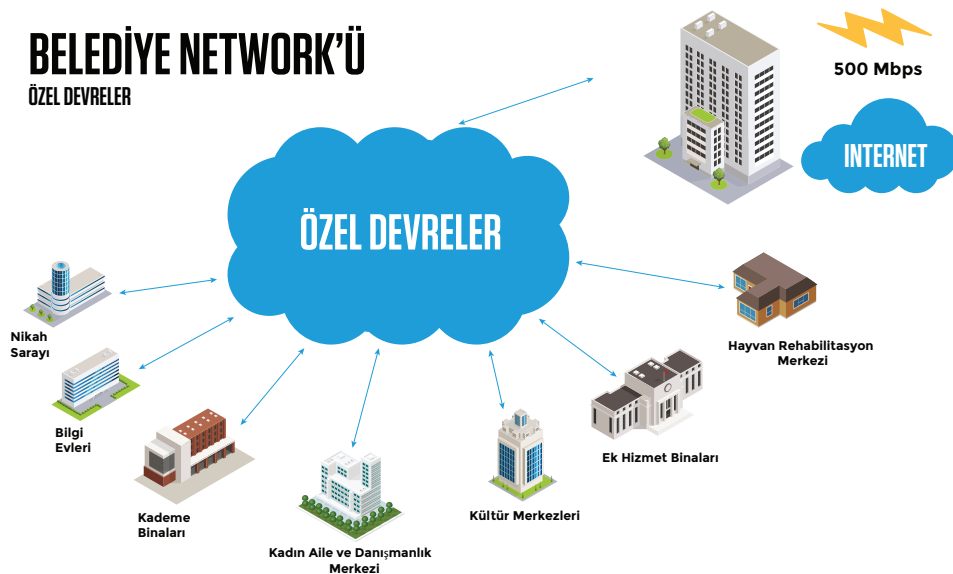 BELEDİYE NETWORK'Ü
ÖZEL DEVRELER
500 Mbps
INTERNET
ÖZEL DEVRELER
Nikah
Sarayı
Bilgi
Evleri
Kademe
Binaları
Kadın Aile ve Danışmanlık
Merkezi
Kültür Merkezleri
Ek Hizmet Binaları
Hayvan Rehabilitasyon
Merkezi